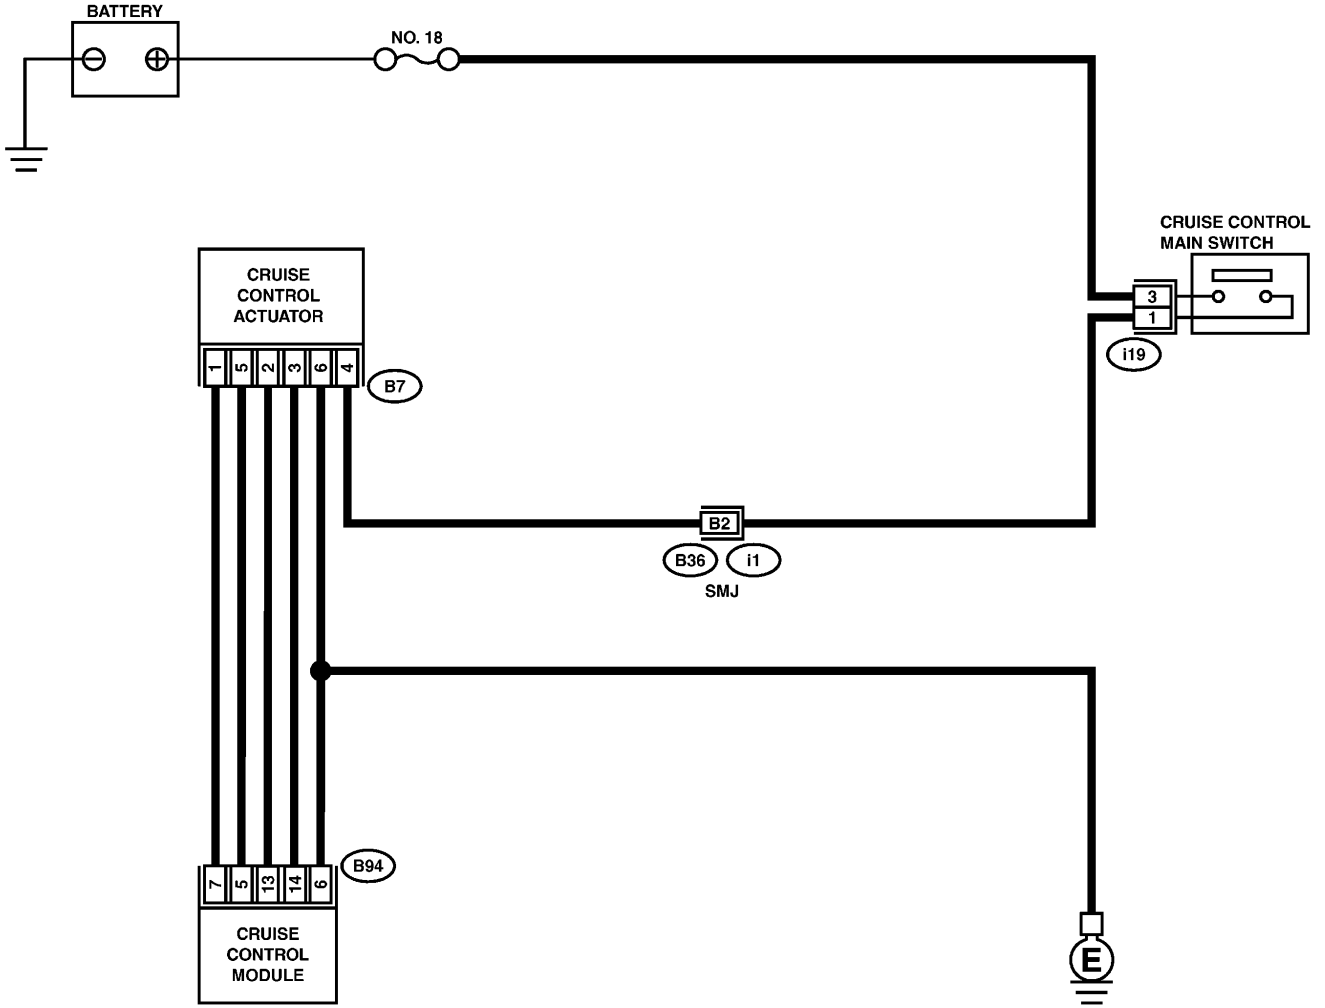 BATTERY
NO. 18
CRUISE CONTROL
MAIN SWITCH
3
1
i19
CRUISE
CONTROL
ACTUATOR
1 5 2 3 6 4
B7
B2
B36 i1
SMJ
B94
7 5 13 14 6
CRUISE
CONTROL
MODULE
E